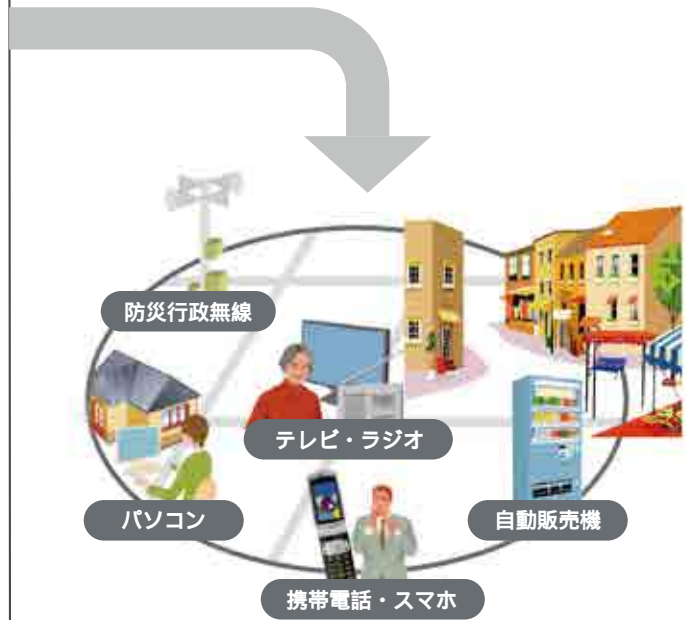 防災行政無線
テレビ・ラジオ
パソコン
自動販売機
携帯電話・スマホ